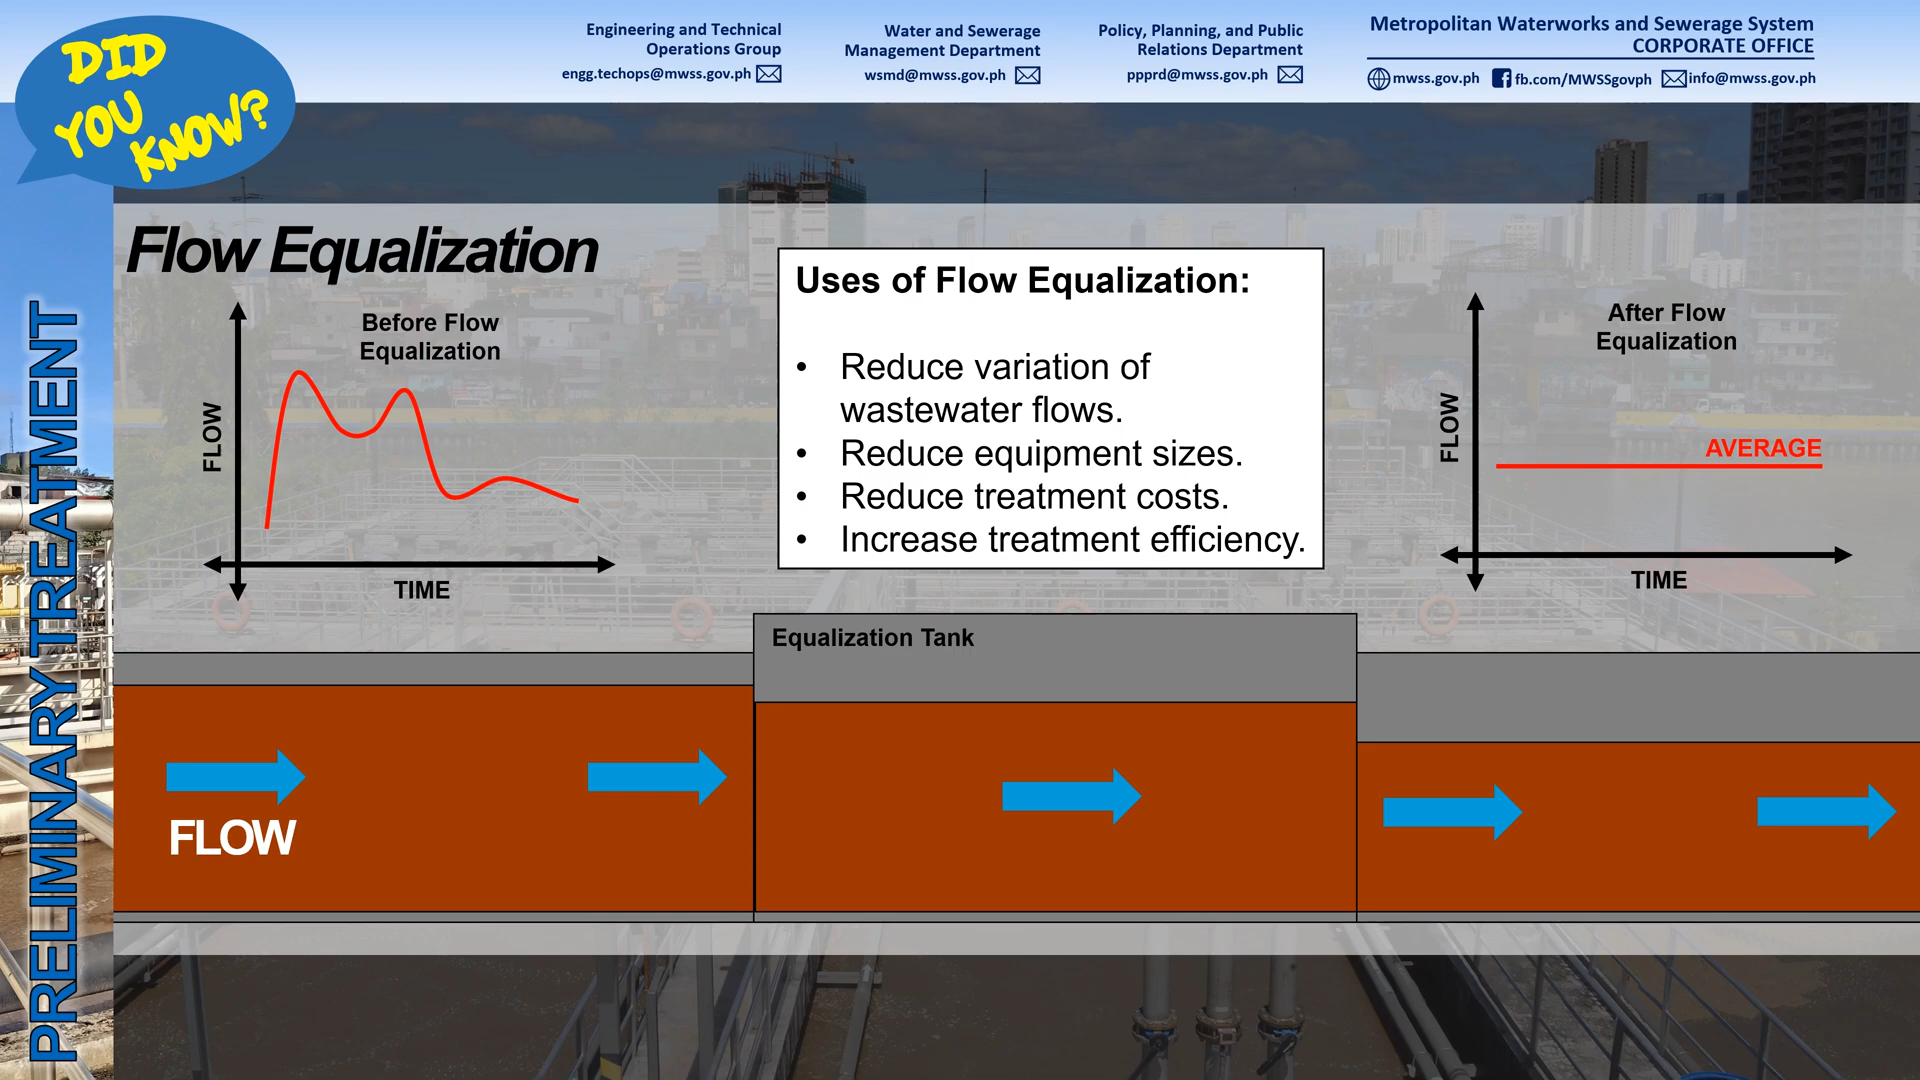 DID
YOU
KNOW?
Engineering and Technical
Operations Group
engg.techops@mwss.gov.ph
Water and Sewerage
Management Department
wsmd@mwss.gov.ph
Policy, Planning, and Public
Relations Department
ppprd@mwss.gov.ph
Metropolitan Waterworks and Sewerage System
CORPORATE OFFICE
mwss.gov.ph
fb.com/MWSSgovph
info@mwss.gov.ph
PRELIMINARY TREATMENT
Flow Equalization
Before Flow
Equalization
FLOW
TIME
Uses of Flow Equalization:
• Reduce variation of
wastewater flows.
• Reduce equipment sizes.
• Reduce treatment costs.
• Increase treatment efficiency.
After Flow
Equalization
FLOW
AVERAGE
TIME
Equalization Tank
FLOW